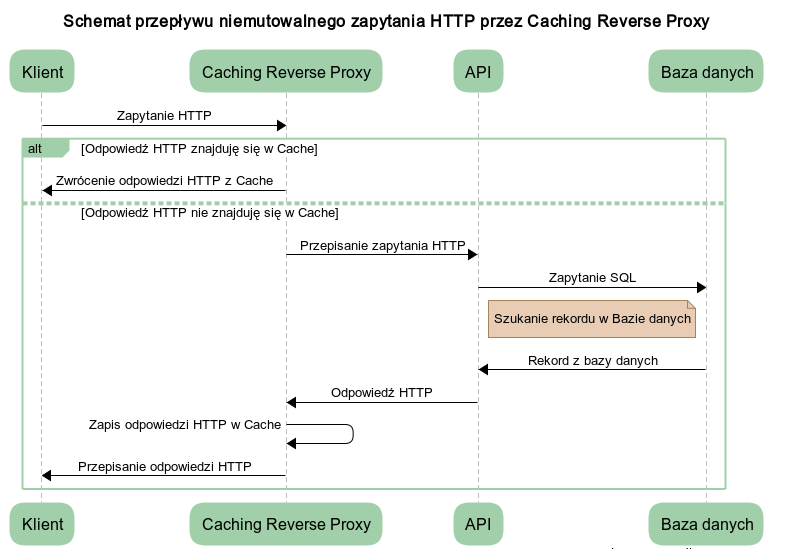 Schemat przepływu niemutowalnego zapytania HTTP przez Caching Reverse Proxy
Klient
Caching Reverse Proxy
API
Baza danych
Zapytanie HTTP
alt
[Odpowiedź HTTP znajduję się w Cache]
Zwrócenie odpowiedzi HTTP z Cache
[Odpowiedź HTTP nie znajduję się w Cache]
Przepisanie zapytania HTTP
Zapytanie SQL
Szukanie rekordu w Bazie danych
Rekord z bazy danych
Odpowiedź HTTP
Zapis odpowiedzi HTTP w Cache
Przepisanie odpowiedzi HTTP
Klient
Caching Reverse Proxy
API
Baza danych